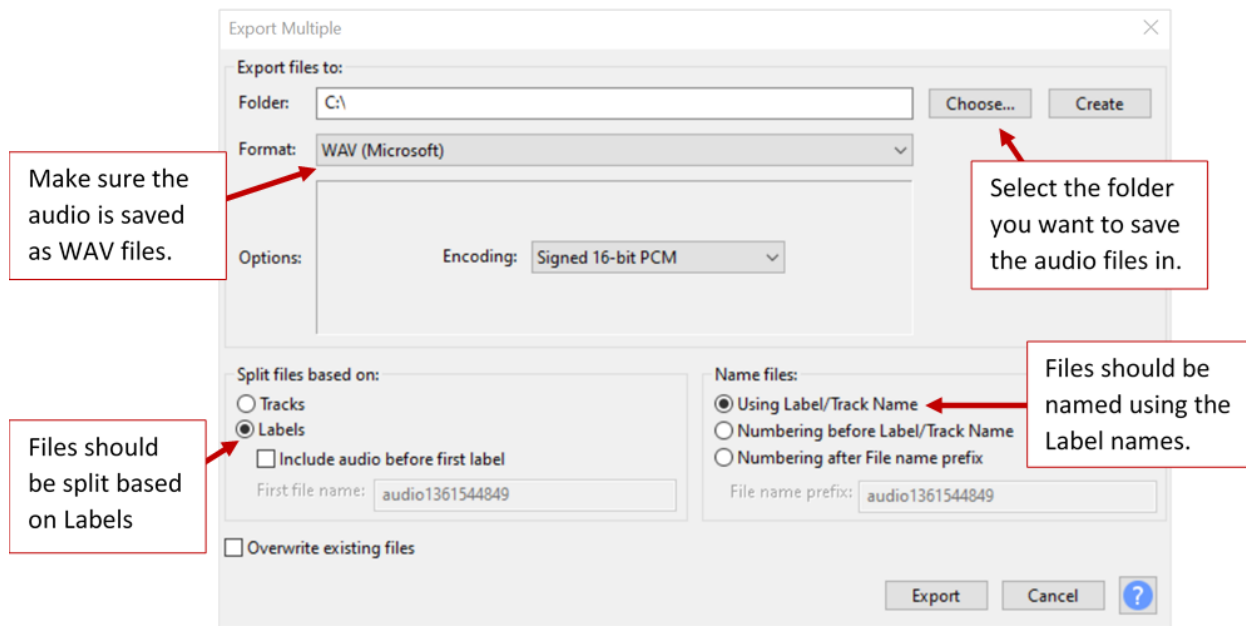 Export Multiple
Export files to:
Folder: C:\ Choose... Create
Format: WAV (Microsoft)
Make sure the
audio is saved
as WAV files.
Select the folder
you want to save
the audio files in.
Options: Encoding: Signed 16-bit PCM
Split files based on:
Tracks
Labels
Include audio before first label
First file name: audio1361544849
Files should
be split based
on Labels
Name files:
Using Label/Track Name
Numbering before Label/Track Name
Numbering after File name prefix
File name prefix: audio1361544849
Files should be
named using the
Label names.
Overwrite existing files
Export Cancel ?